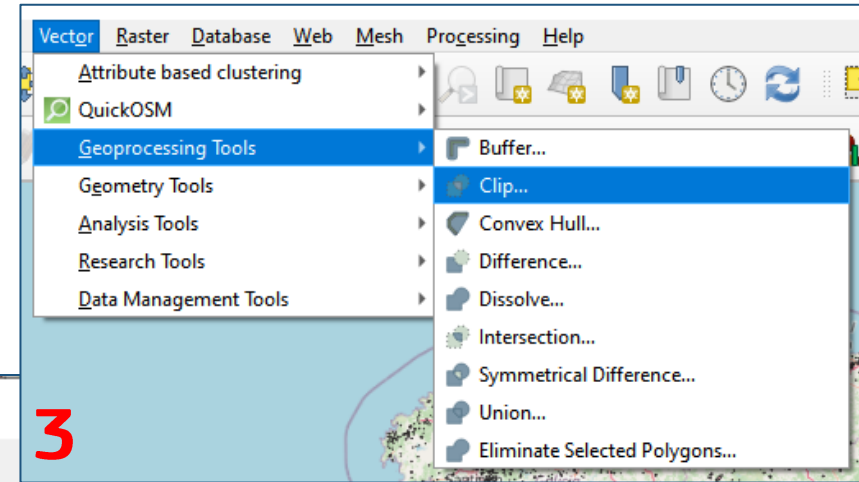 Vector Raster Database Web Mesh Processing Help
Attribute based clustering
QuickOSM
Geoprocessing Tools
Geometry Tools
Analysis Tools
Research Tools
Data Management Tools
Buffer...
Clip...
Convex Hull...
Difference...
Dissolve...
Intersection...
Symmetrical Difference...
Union...
Eliminate Selected Polygons...
3